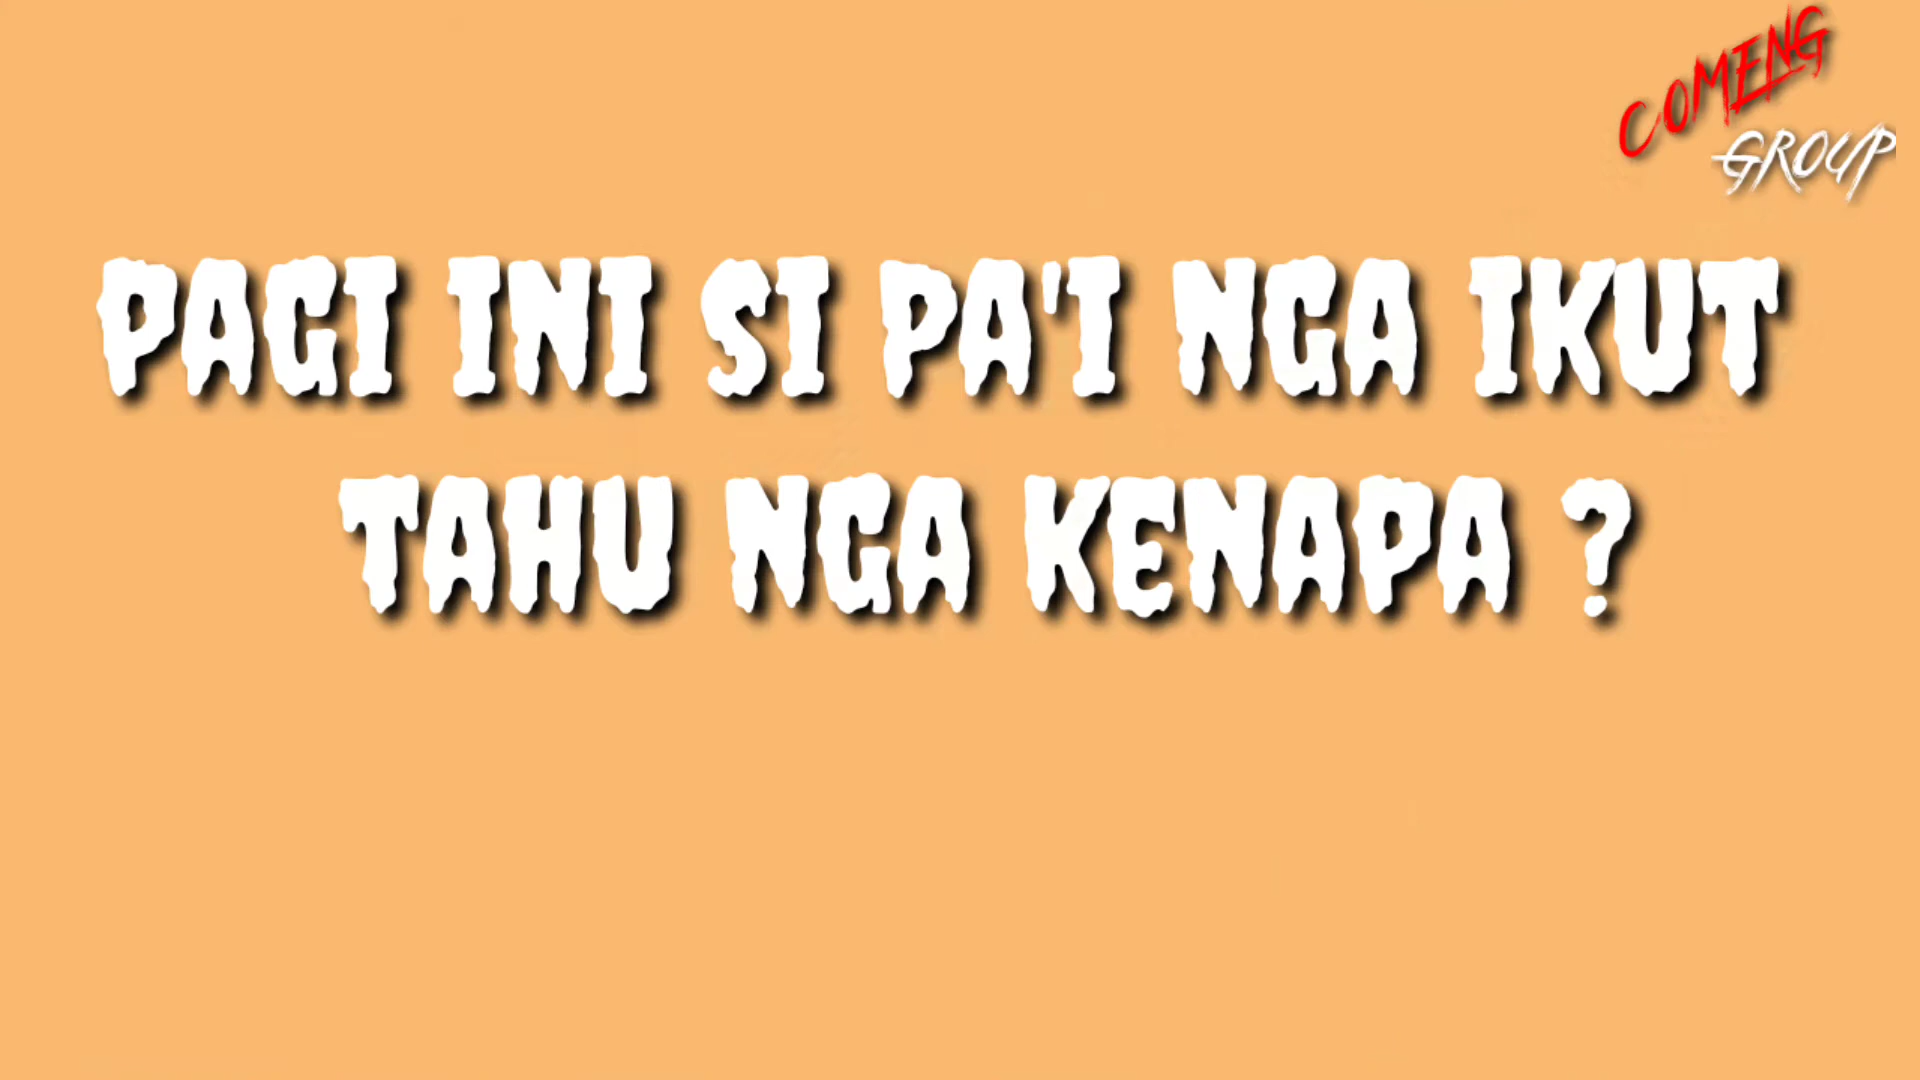 COMENG
GROUP
PAGI INI SI PA'I NGA IKUT
TAHU NGA KENAPA ?